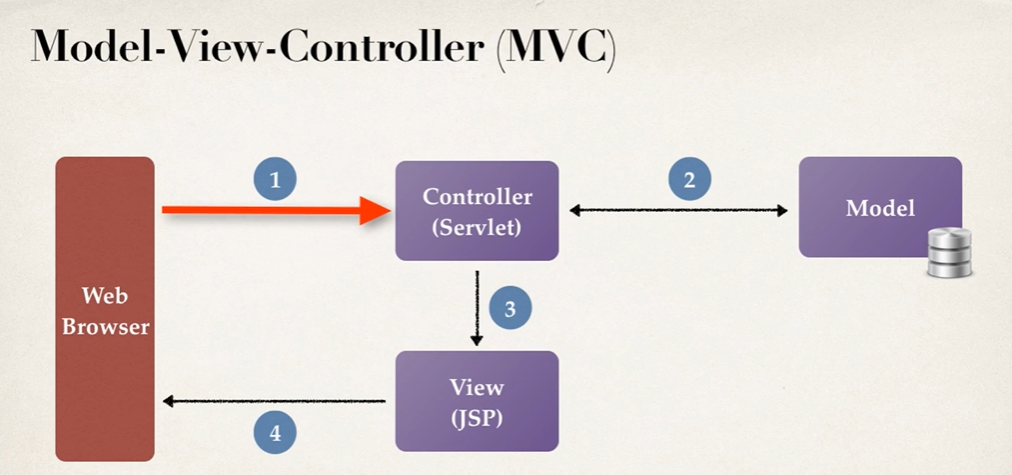 Model-View-Controller (MVC)
1
Controller
(Servlet)
2
Model
Web
Browser
3
View
(JSP)
4